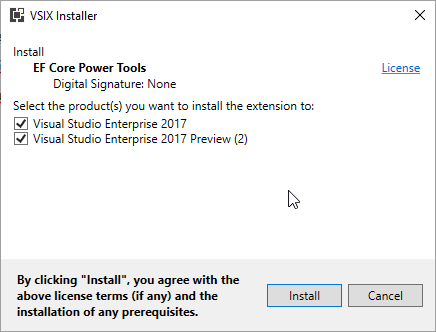 VSIX Installer
Install
EF Core Power Tools
License
Digital Signature: None
Select the product(s) you want to install the extension to:
Visual Studio Enterprise 2017
Visual Studio Enterprise 2017 Preview (2)
By clicking "Install", you agree with the
above license terms (if any) and the
installation of any prerequisites.
Install
Cancel